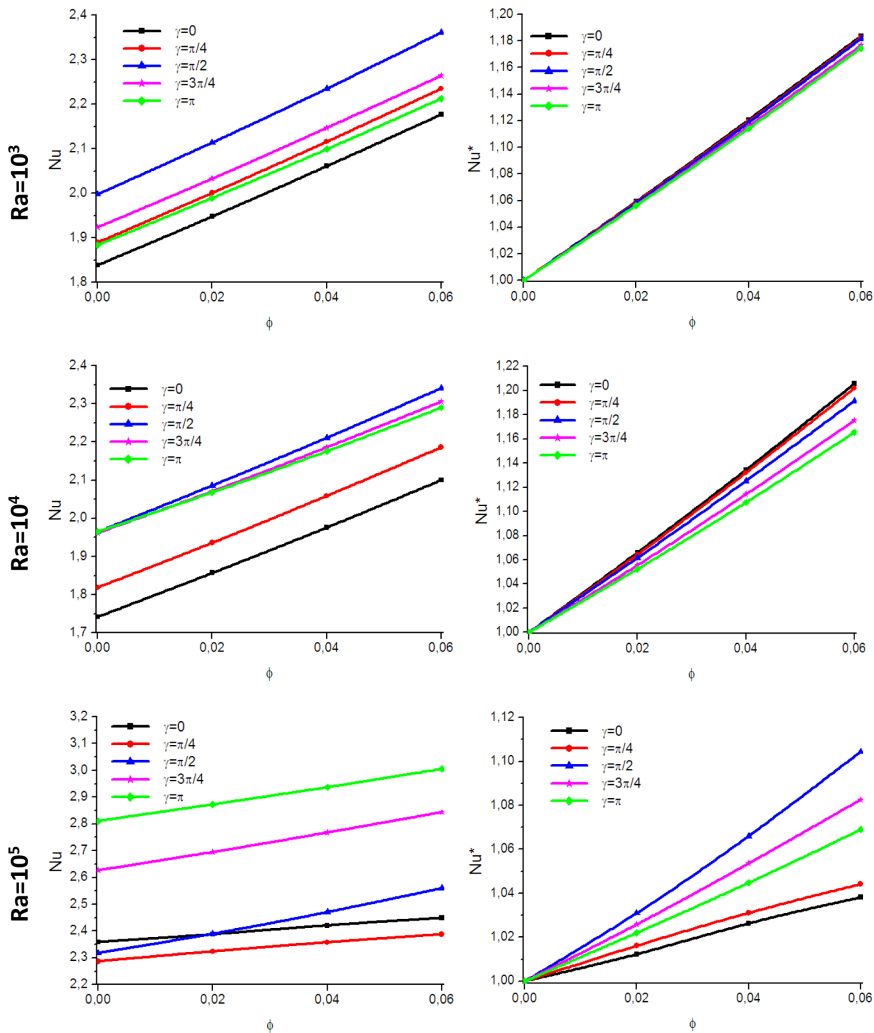 Ra=10³
Nu
2,4
2,3
2,2
2,1
2,0
1,9
1,8
γ=0
γ=π/4
γ=π/2
γ=3π/4
γ=π
0,00 0,02 0,04 0,06
ϕ
Nu*
1,20
1,18
1,16
1,14
1,12
1,10
1,08
1,06
1,04
1,02
1,00
γ=0
γ=π/4
γ=π/2
γ=3π/4
γ=π
0,00 0,02 0,04 0,06
ϕ
Ra=10⁴
Nu
2,4
2,3
2,2
2,1
2,0
1,9
1,8
1,7
γ=0
γ=π/4
γ=π/2
γ=3π/4
γ=π
0,00 0,02 0,04 0,06
ϕ
Nu*
1,22
1,20
1,18
1,16
1,14
1,12
1,10
1,08
1,06
1,04
1,02
1,00
γ=0
γ=π/4
γ=π/2
γ=3π/4
γ=π
0,00 0,02 0,04 0,06
ϕ
Ra=10⁵
Nu
3,2
3,1
3,0
2,9
2,8
2,7
2,6
2,5
2,4
2,3
2,2
γ=0
γ=π/4
γ=π/2
γ=3π/4
γ=π
0,00 0,02 0,04 0,06
ϕ
Nu*
1,12
1,10
1,08
1,06
1,04
1,02
1,00
γ=0
γ=π/4
γ=π/2
γ=3π/4
γ=π
0,00 0,02 0,04 0,06
ϕ